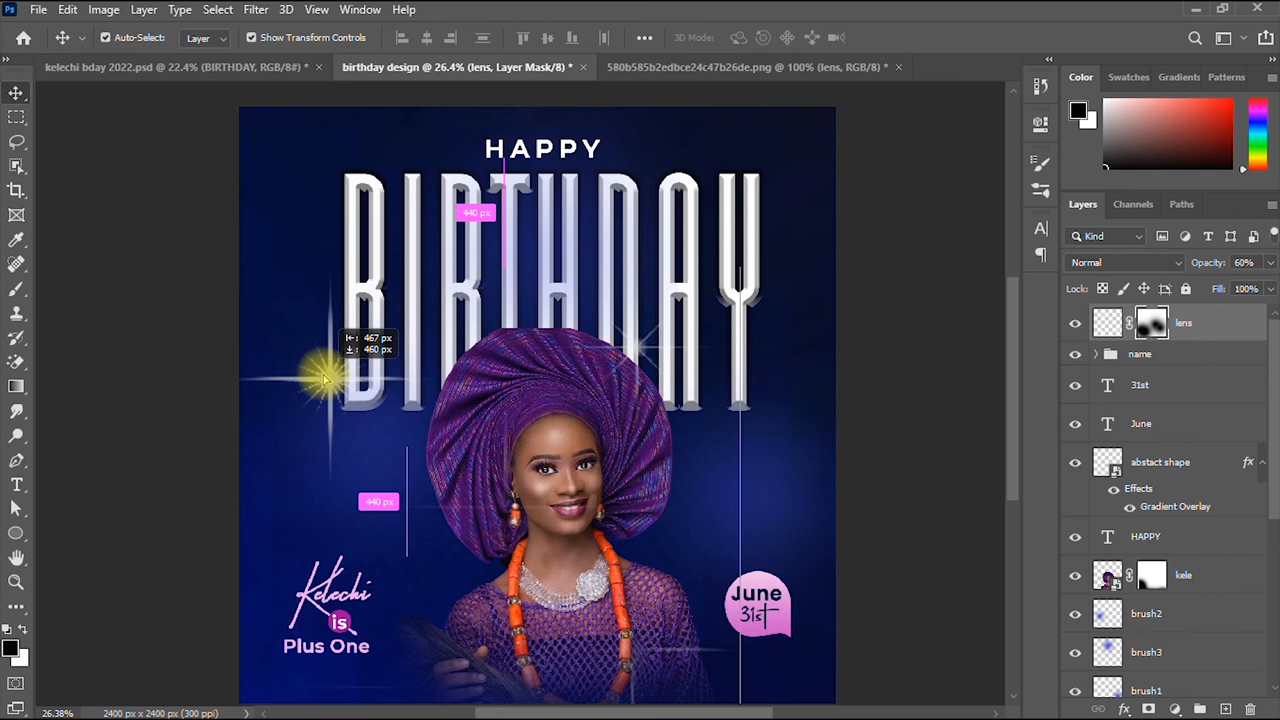 Ps File Edit Image Layer Type Select Filter 3D View Window Help
Auto-Select: Layer Show Transform Controls 3D Mode:
kelechi bday 2022.psd @ 22.4% (BIRTHDAY, RGB/8#) * × birthday design @ 26.4% (lens, Layer Mask/8) * × 580b585b2edbce24c47b26de.png @ 100% (lens, RGB/8) * ×
Color Swatches Gradients Patterns
HAPPY
BIRTHDAY
440 px
467 px
460 px
440 px
Kelechi
is
Plus One
June
31st
Layers Channels Paths
Kind
Normal Opacity: 60%
Lock: Fill: 100%
lens
name
T 31st
T June
abstact shape fx
Effects
Gradient Overlay
T HAPPY
kele
brush2
brush3
brush1
26.38% 2400 px x 2400 px (300 ppi)